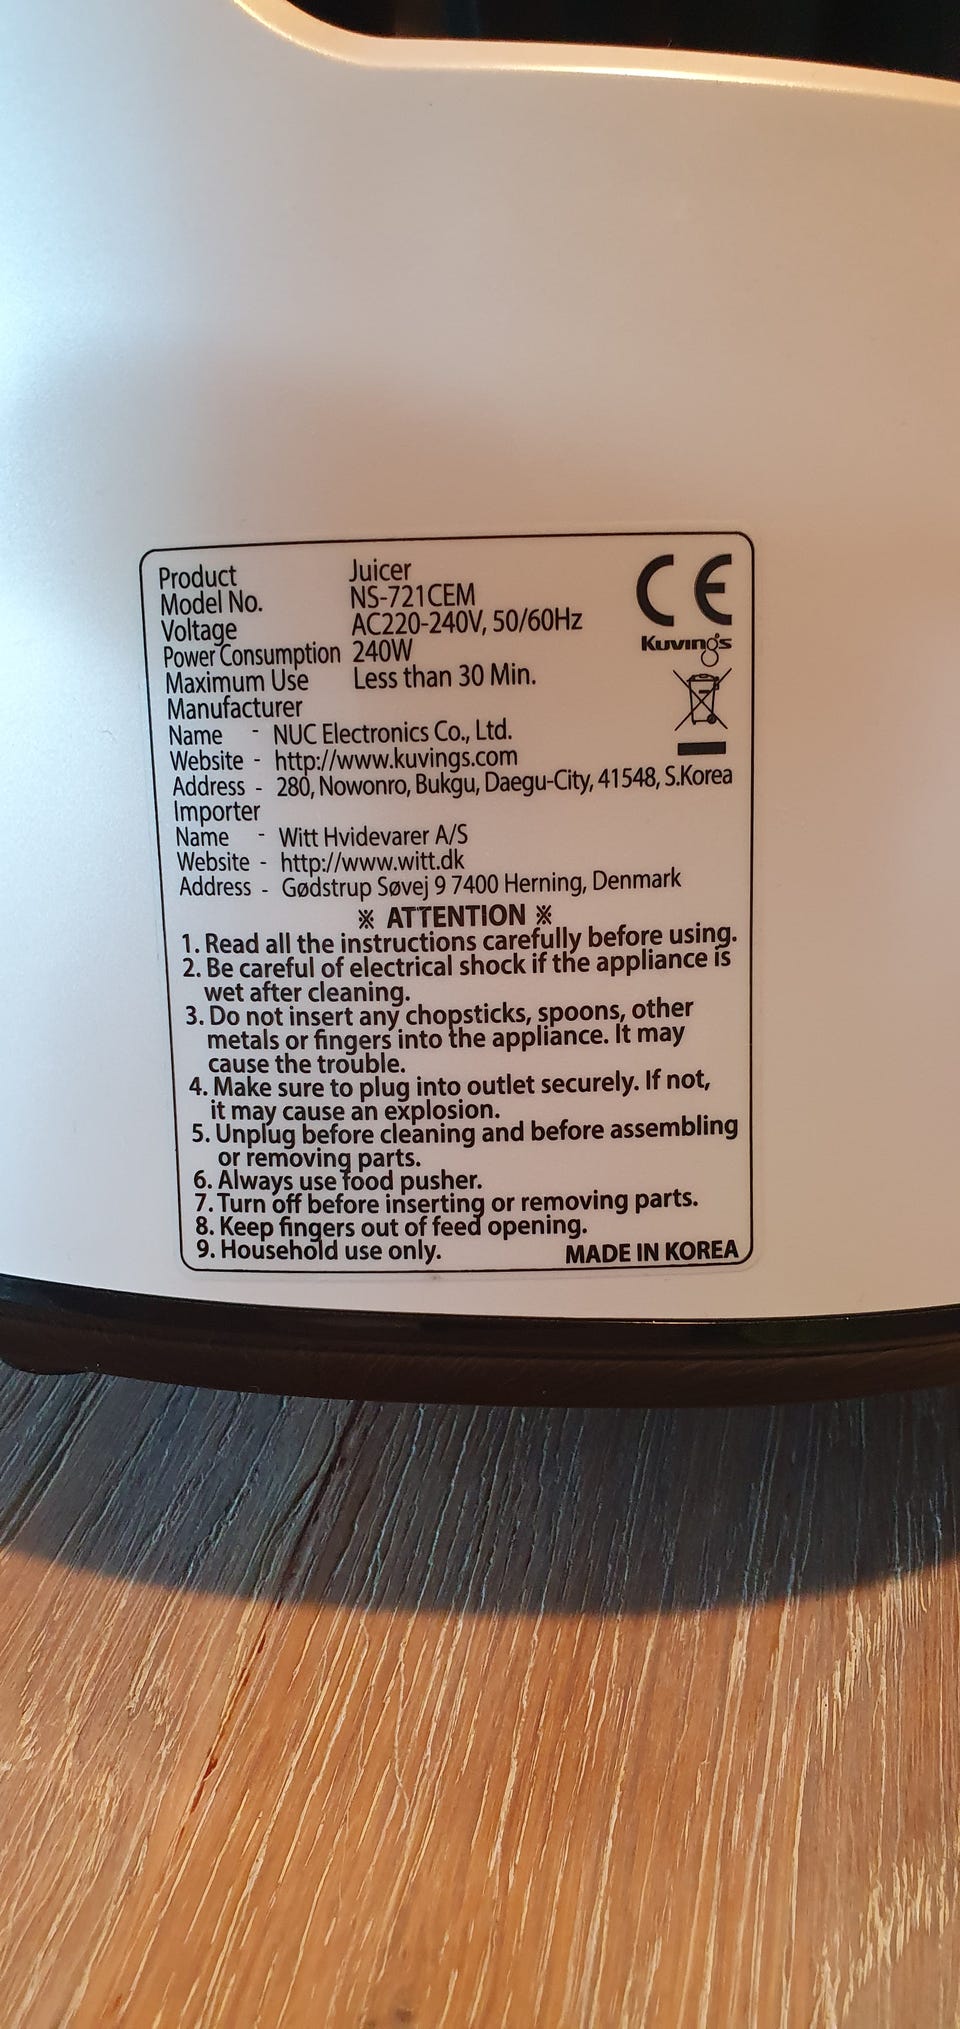 Product Juicer
Model No. NS-721CEM
Voltage AC220-240V, 50/60Hz
Power Consumption 240W
Maximum Use Less than 30 Min.
Manufacturer
Name - NUC Electronics Co., Ltd.
Website - http://www.kuvings.com
Address - 280, Nowonro, Bukgu, Daegu-City, 41548, S.Korea
Importer
Name - Witt Hvidevarer A/S
Website - http://www.witt.dk
Address - Gødstrup Søvej 9 7400 Herning, Denmark
CE
Kuvings
※ ATTENTION ※
1. Read all the instructions carefully before using.
2. Be careful of electrical shock if the appliance is
wet after cleaning.
3. Do not insert any chopsticks, spoons, other
metals or fingers into the appliance. It may
cause the trouble.
4. Make sure to plug into outlet securely. If not,
it may cause an explosion.
5. Unplug before cleaning and before assembling
or removing parts.
6. Always use food pusher.
7. Turn off before inserting or removing parts.
8. Keep fingers out of feed opening.
9. Household use only. MADE IN KOREA